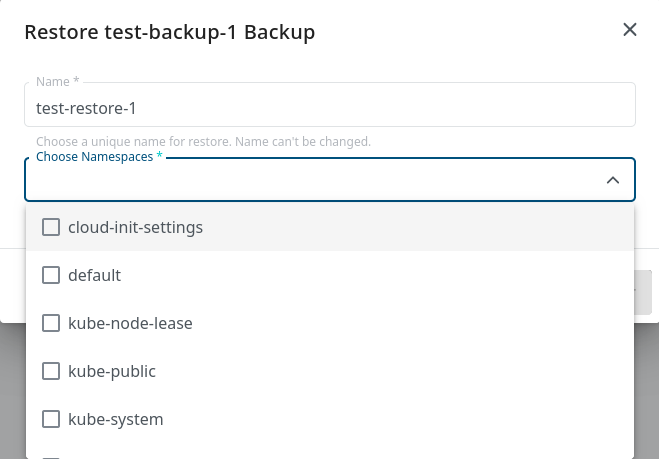 Restore test-backup-1 Backup
Name *
test-restore-1
Choose a unique name for restore. Name can't be changed.
Choose Namespaces *
cloud-init-settings
default
kube-node-lease
kube-public
kube-system